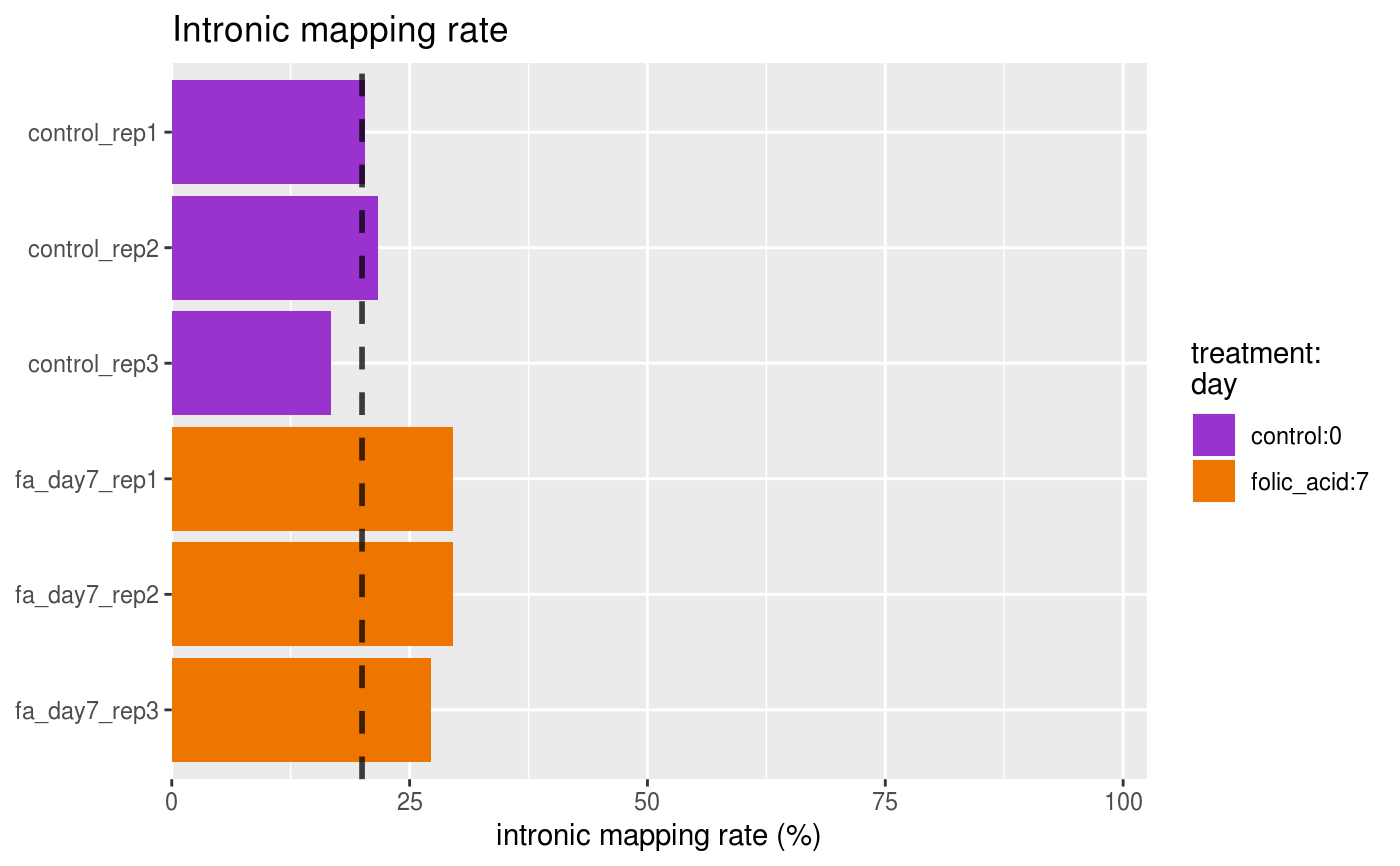 Intronic mapping rate
control_rep1
control_rep2
control_rep3
fa_day7_rep1
fa_day7_rep2
fa_day7_rep3
0 25 50 75 100
intronic mapping rate (%)
treatment:
day
control:0
folic_acid:7